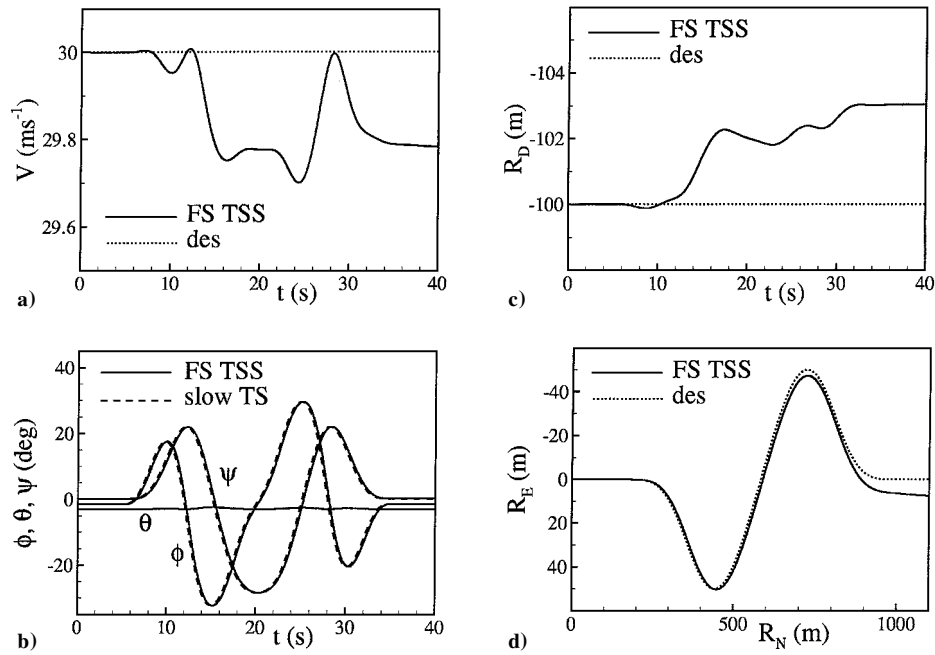 30
29.8
29.6
V (ms⁻¹)
FS TSS
des
0 10 20 30 40
t (s)
a)
-104
-102
-100
R_D (m)
FS TSS
des
0 10 20 30 40
t (s)
c)
40
20
0
-20
ϕ, θ, ψ (deg)
FS TSS
slow TS
ψ
θ
ϕ
0 10 20 30 40
t (s)
b)
-40
-20
0
20
40
R_E (m)
FS TSS
des
0 500 1000
R_N (m)
d)